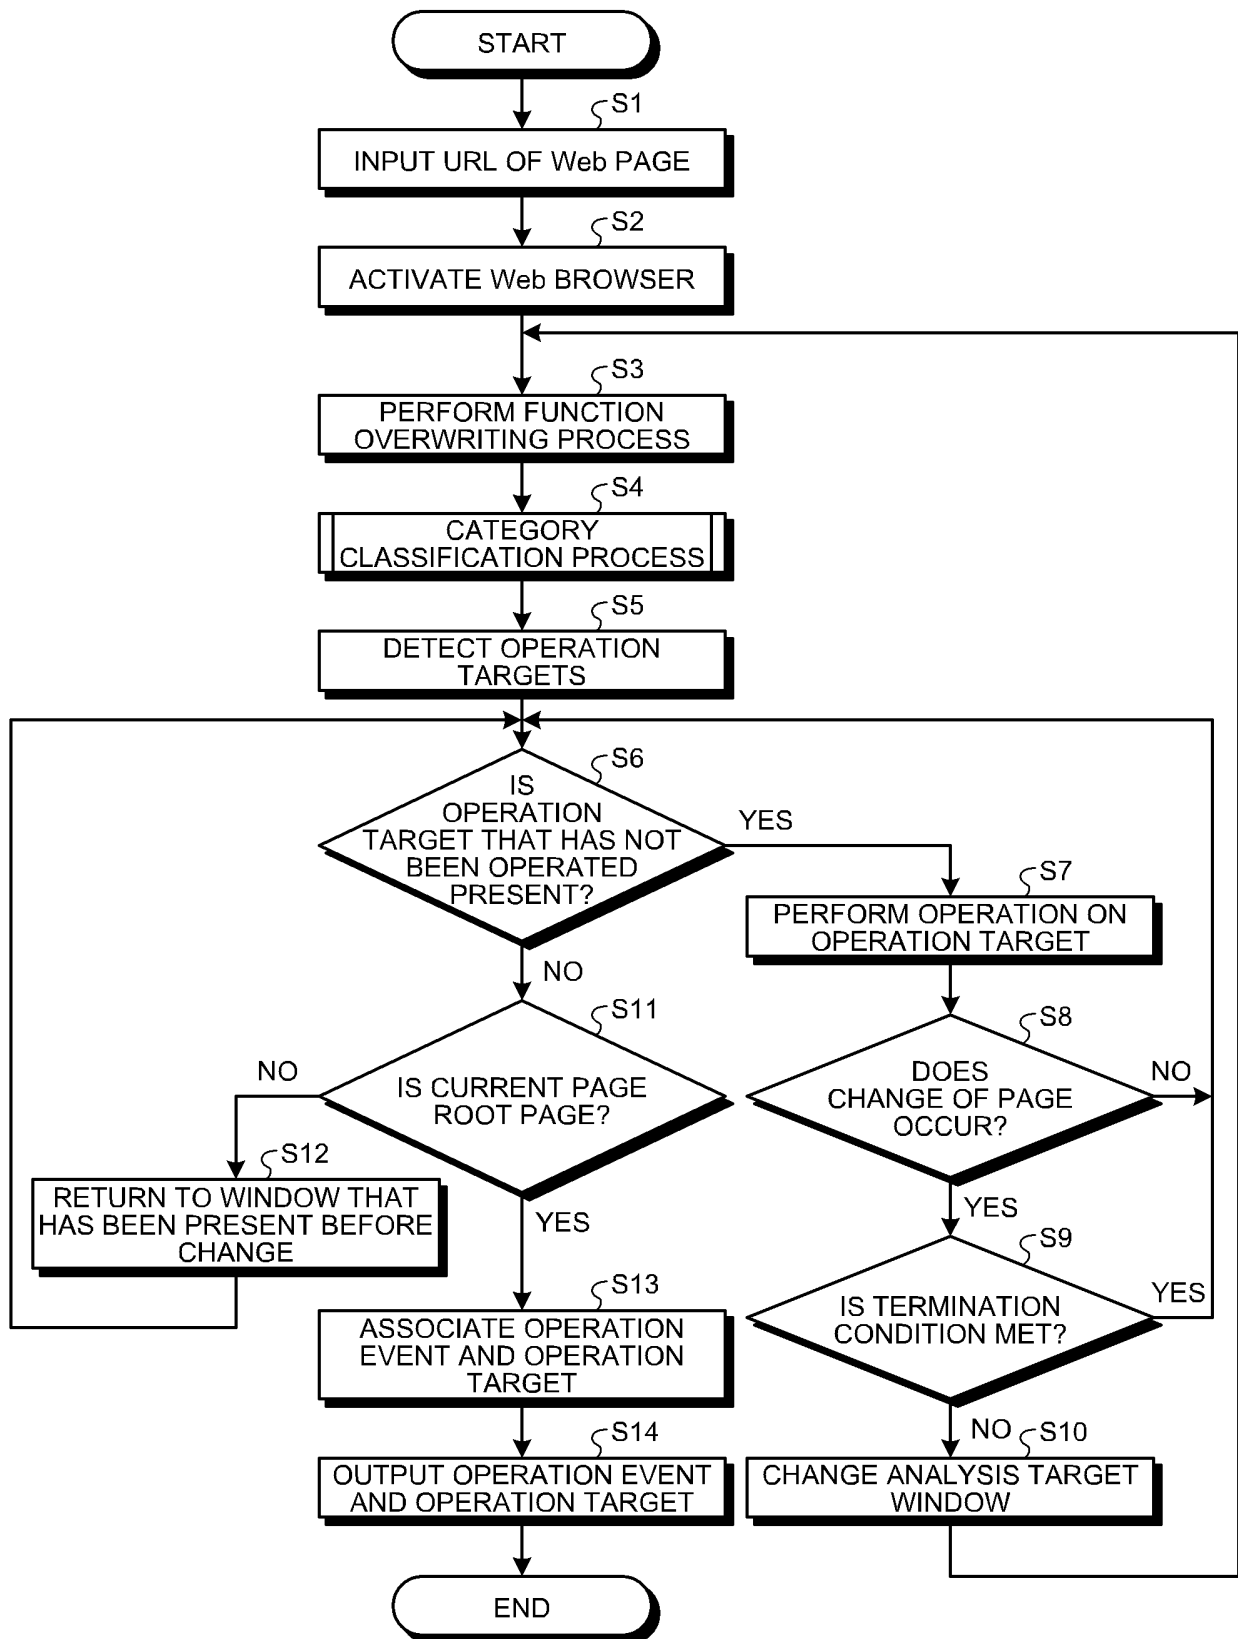 START
S1
INPUT URL OF Web PAGE
S2
ACTIVATE Web BROWSER
S3
PERFORM FUNCTION
OVERWRITING PROCESS
S4
CATEGORY
CLASSIFICATION PROCESS
S5
DETECT OPERATION
TARGETS
S6
IS
OPERATION
TARGET THAT HAS NOT
BEEN OPERATED
PRESENT?
YES
NO
S7
PERFORM OPERATION ON
OPERATION TARGET
S8
DOES
CHANGE OF PAGE
OCCUR?
NO
YES
S9
IS TERMINATION
CONDITION MET?
YES
NO
S10
CHANGE ANALYSIS TARGET
WINDOW
S11
IS CURRENT PAGE
ROOT PAGE?
NO
YES
S12
RETURN TO WINDOW THAT
HAS BEEN PRESENT BEFORE
CHANGE
S13
ASSOCIATE OPERATION
EVENT AND OPERATION
TARGET
S14
OUTPUT OPERATION EVENT
AND OPERATION TARGET
END